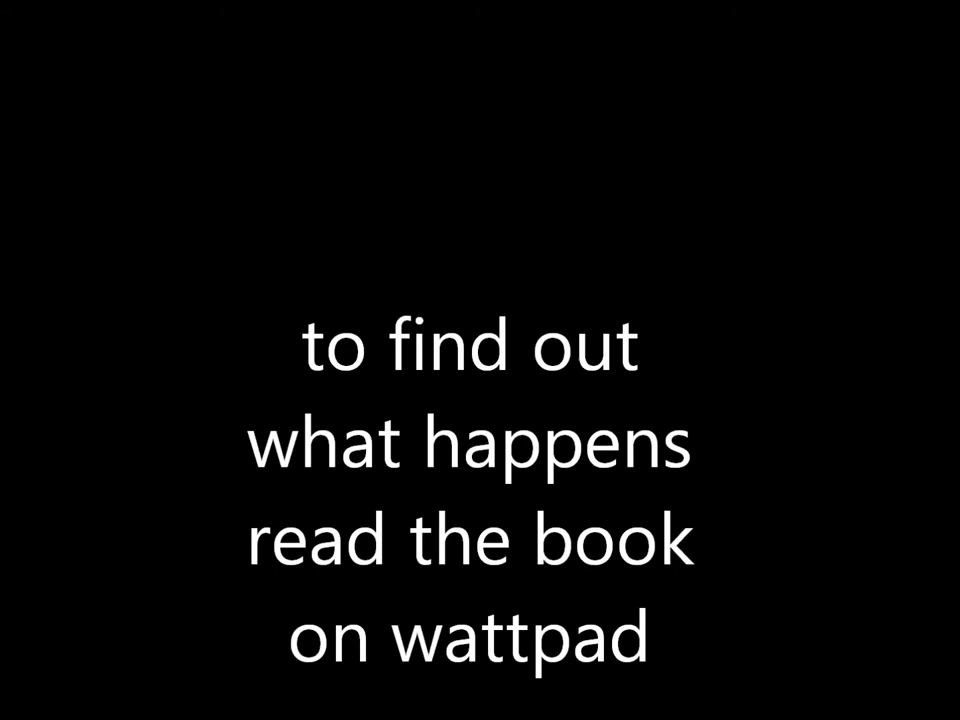 to find out
what happens
read the book
on wattpad